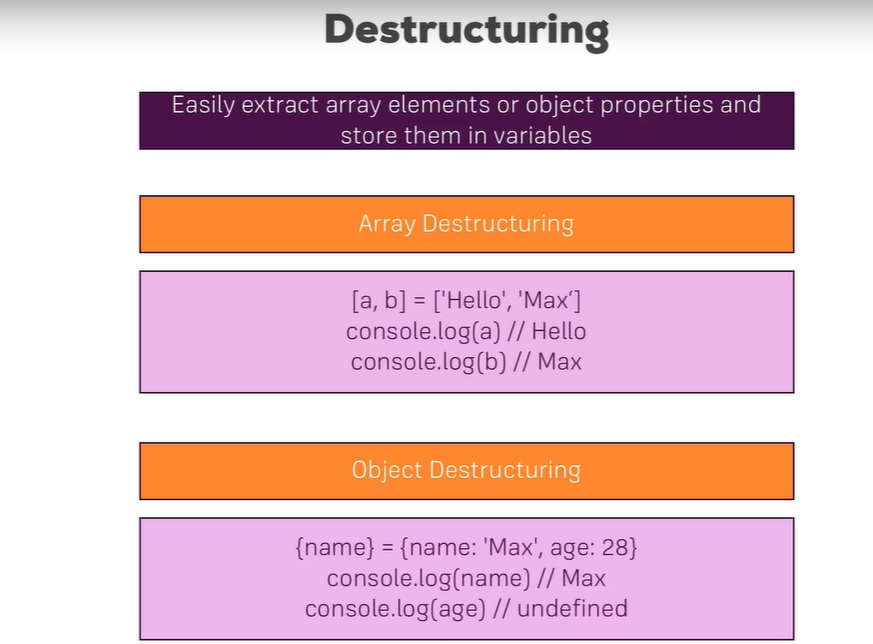 Destructuring
Easily extract array elements or object properties and
store them in variables
Array Destructuring
[a, b] = ['Hello', 'Max‘]
console.log(a) // Hello
console.log(b) // Max
Object Destructuring
{name} = {name: 'Max', age: 28}
console.log(name) // Max
console.log(age) // undefined